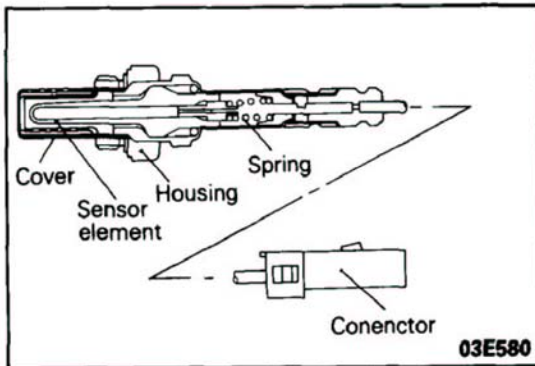 Cover
Housing
Spring
Sensor
element
Conenctor
03E580